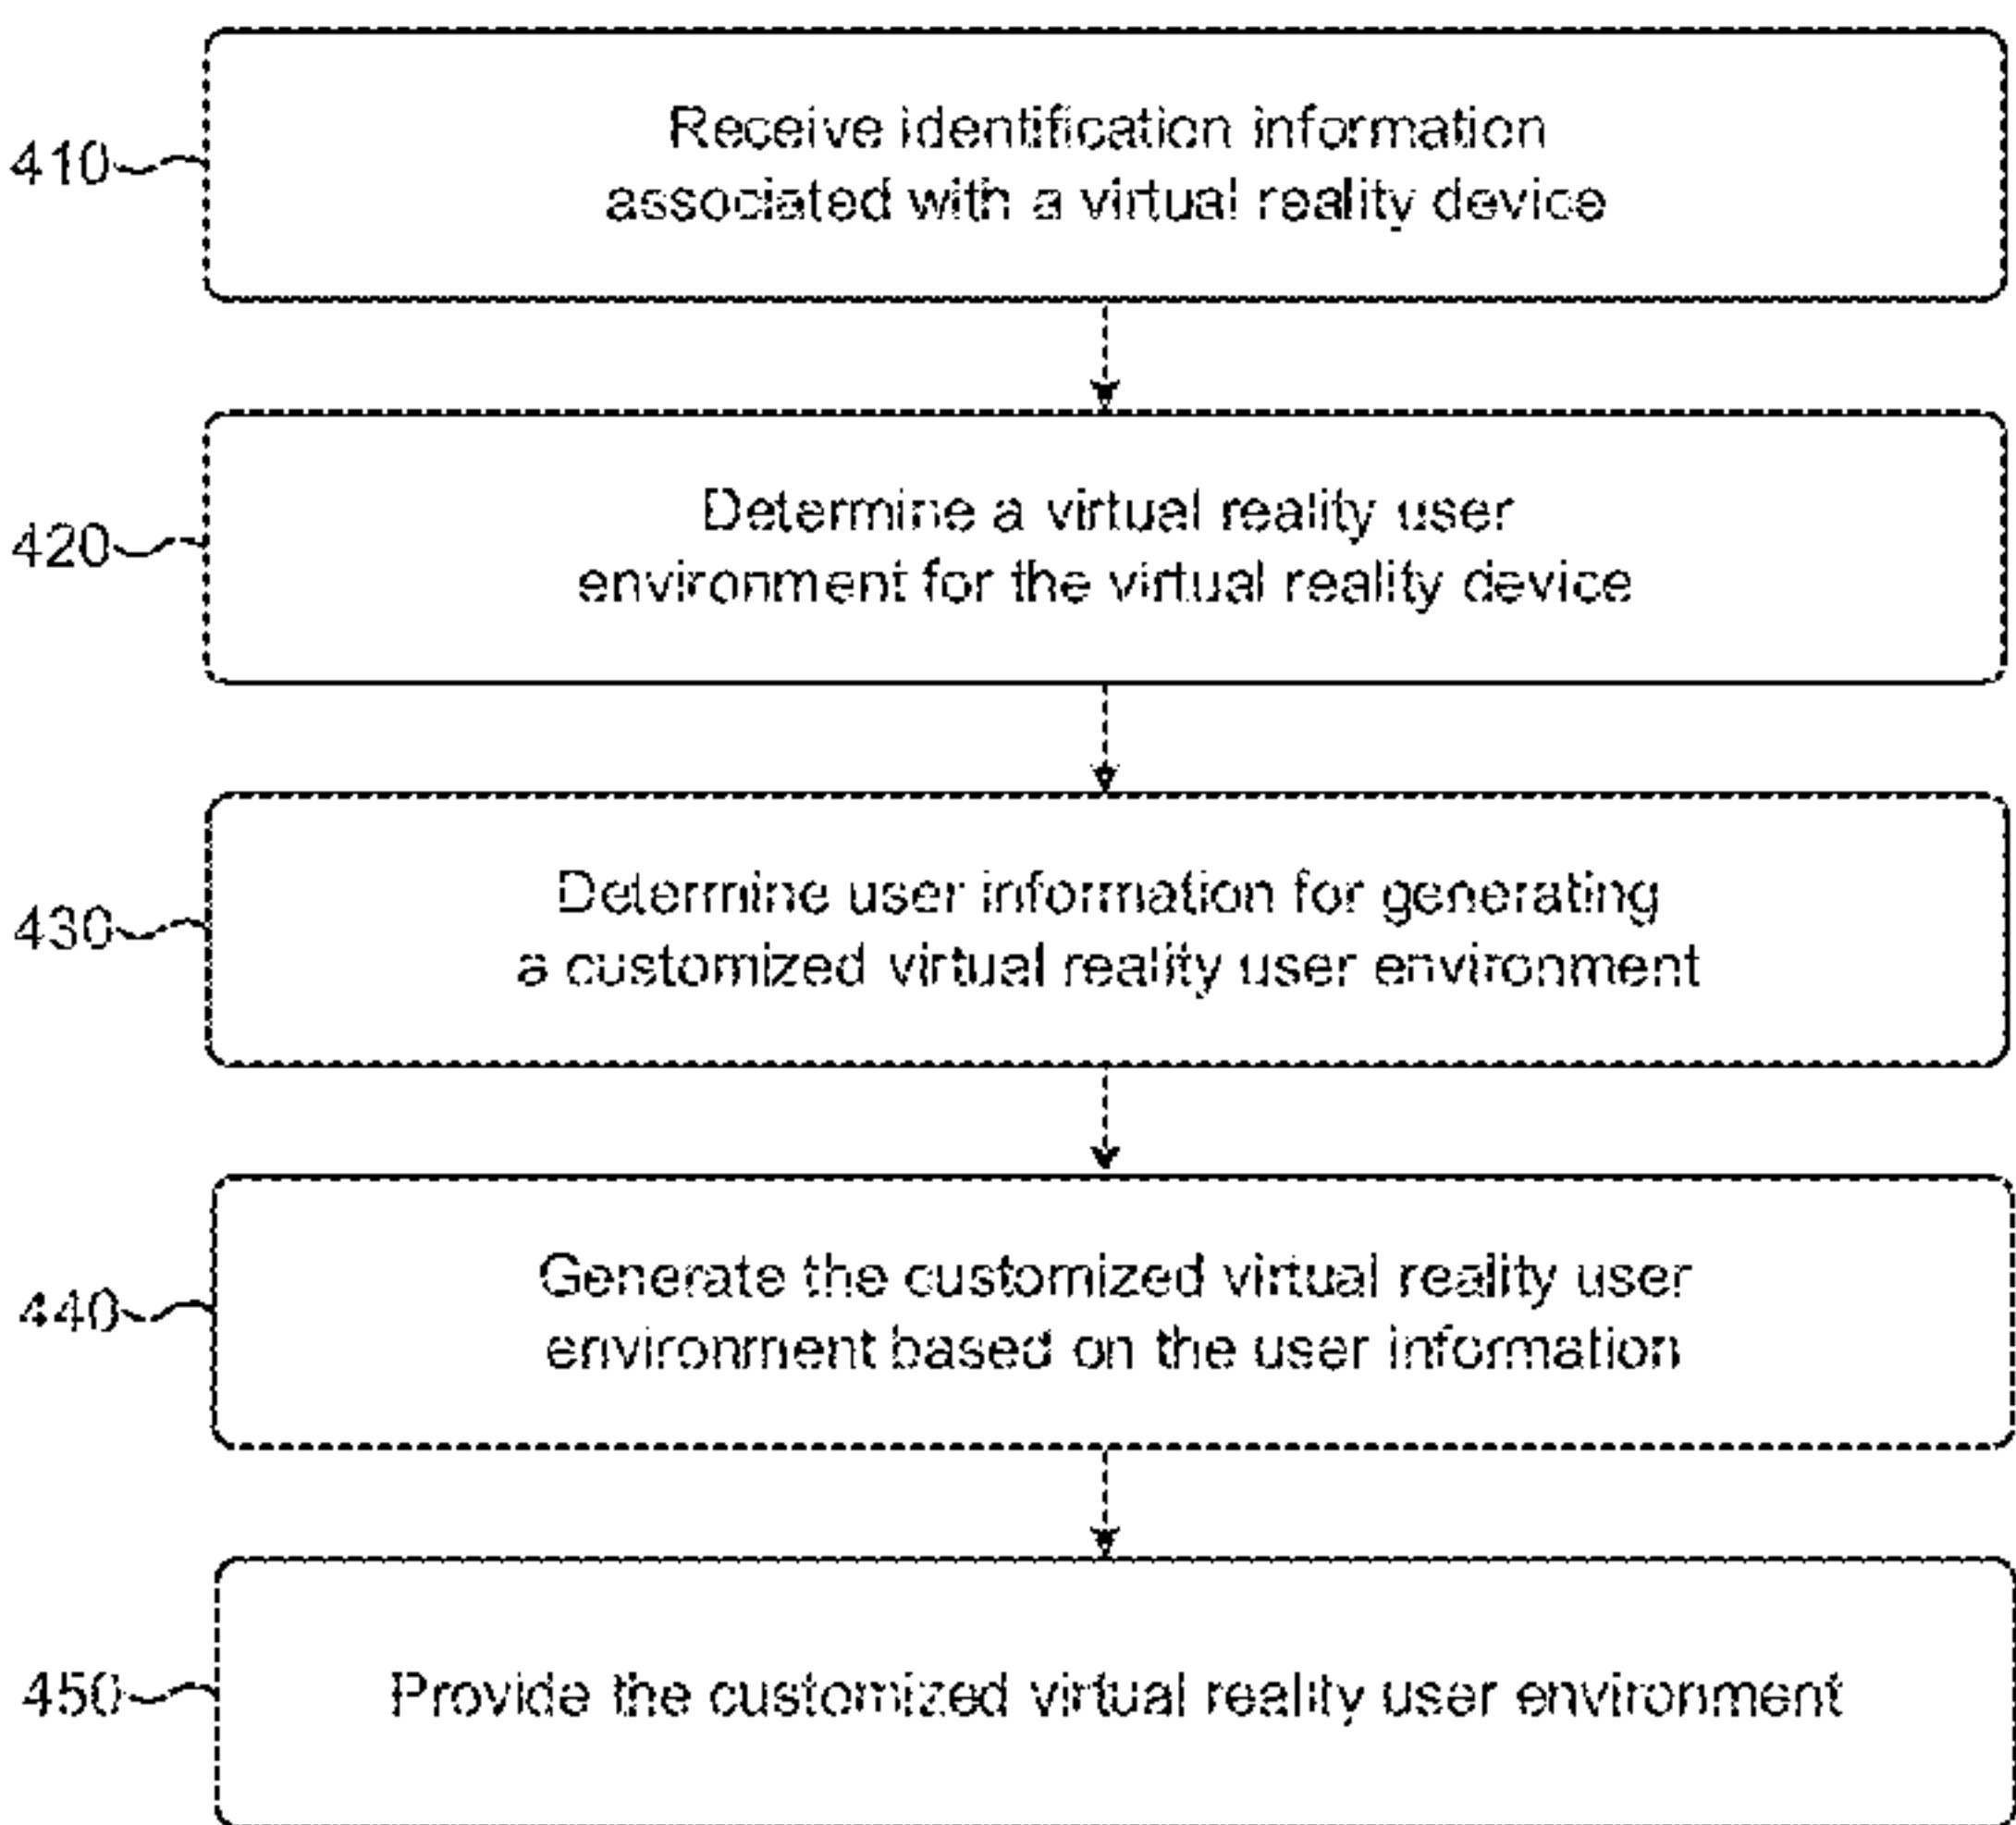 410
Receive identification information
associated with a virtual reality device
420
Determine a virtual reality user
environment for the virtual reality device
430
Determine user information for generating
a customized virtual reality user environment
440
Generate the customized virtual reality user
environment based on the user information
450
Provide the customized virtual reality user environment